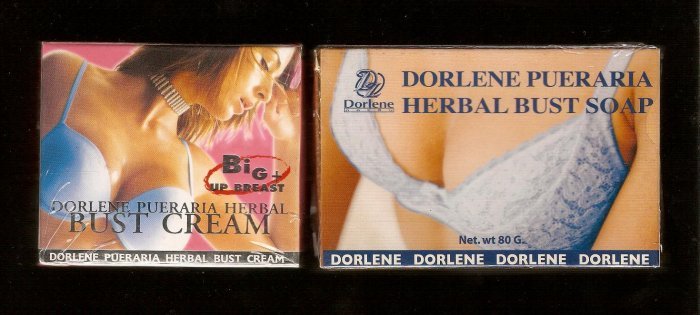 BiG+
UP BREAST
DORLENE PUERARIA HERBAL
BUST CREAM
DORLENE PUERARIA HERBAL BUST CREAM
Dorlene
DORLENE PUERARIA
HERBAL BUST SOAP
Net. wt 80 G.
DORLENE DORLENE DORLENE DORLENE